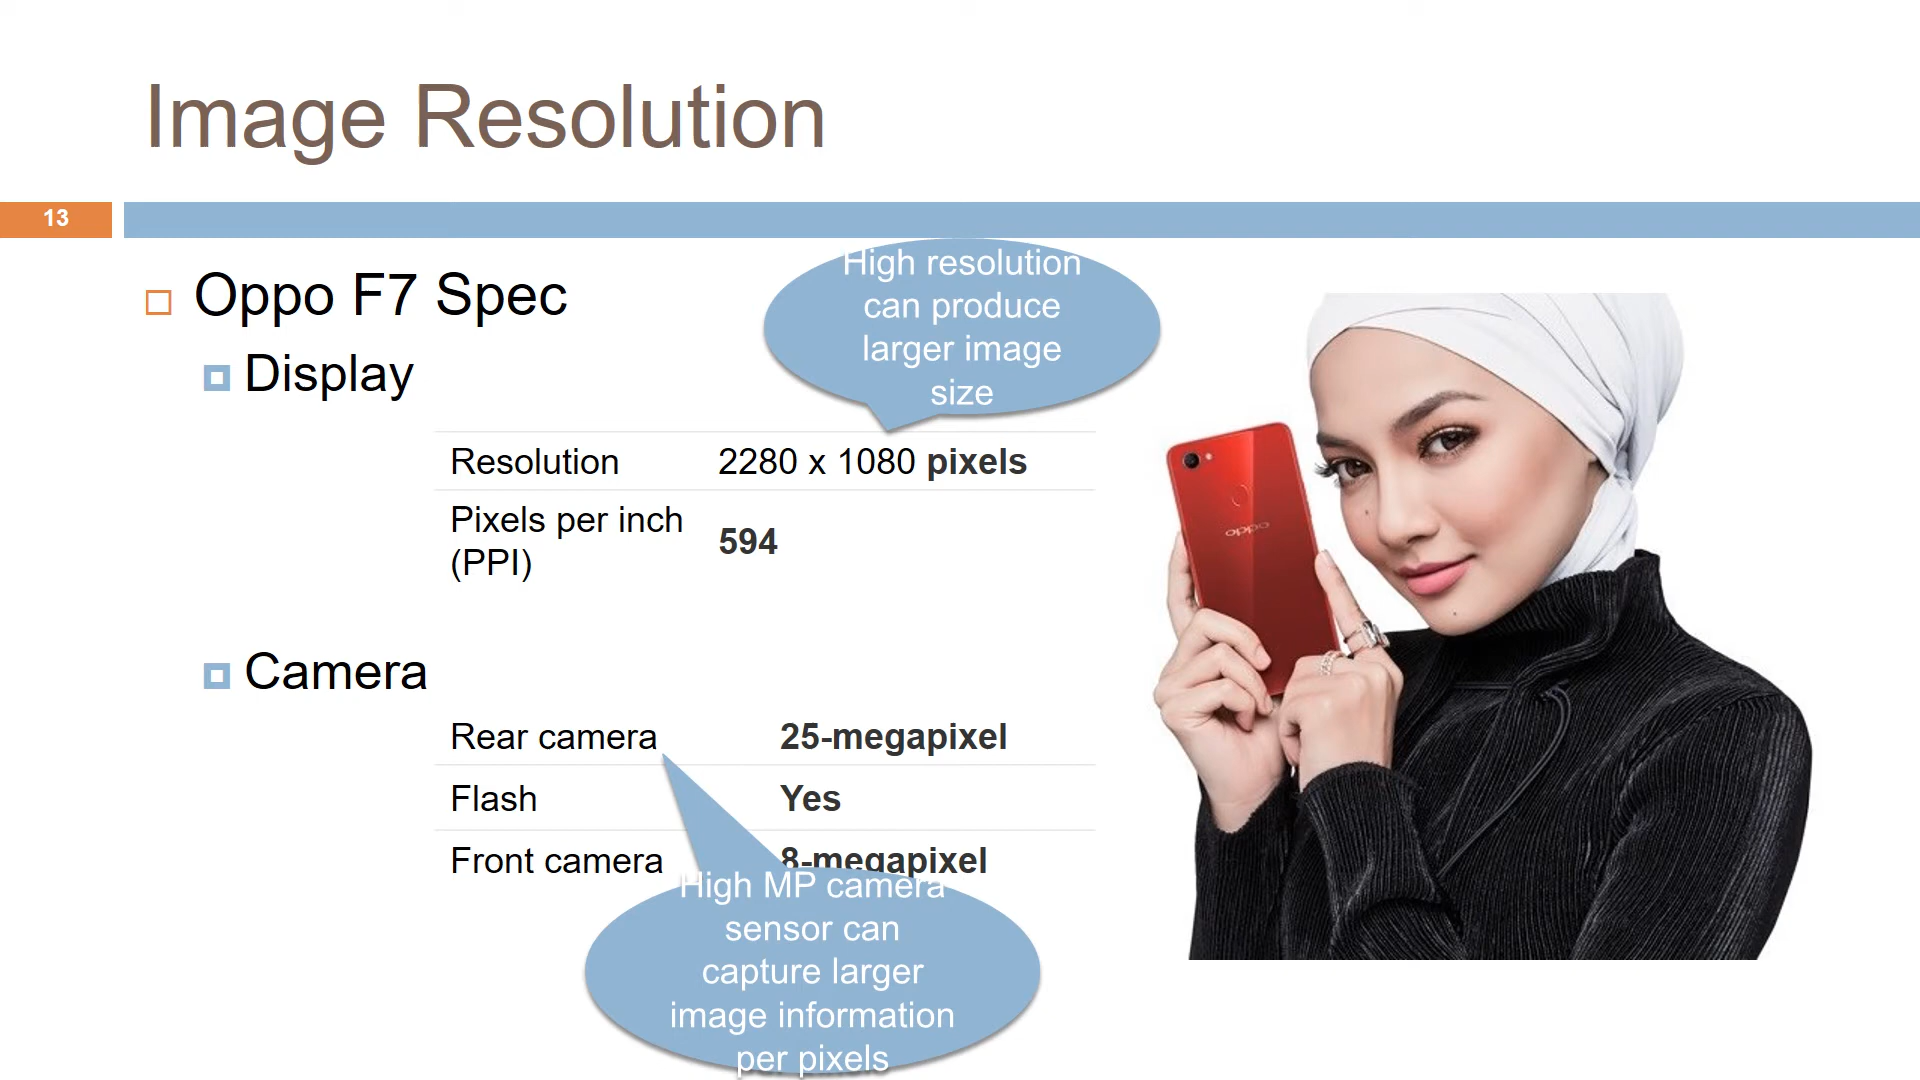 Image Resolution
13
Oppo F7 Spec
Display
High resolution
can produce
larger image
size
Resolution 2280 x 1080 pixels
Pixels per inch
(PPI) 594
Camera
Rear camera 25-megapixel
Flash Yes
Front camera 8-megapixel
High MP camera
sensor can
capture larger
image information
per pixels
oppo